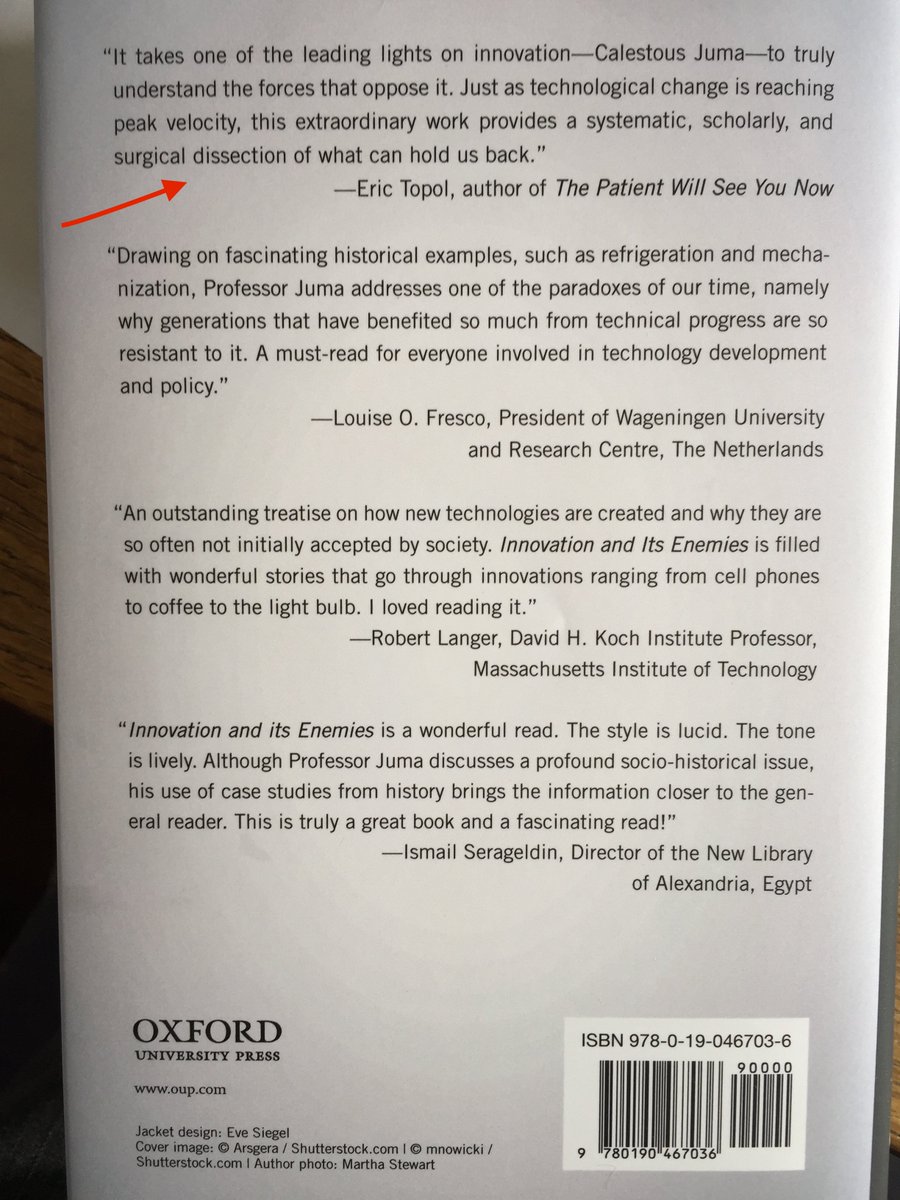 “It takes one of the leading lights on innovation—Calestous Juma—to truly
understand the forces that oppose it. Just as technological change is reaching
peak velocity, this extraordinary work provides a systematic, scholarly, and
surgical dissection of what can hold us back.”
—Eric Topol, author of The Patient Will See You Now
“Drawing on fascinating historical examples, such as refrigeration and mecha-
nization, Professor Juma addresses one of the paradoxes of our time, namely
why generations that have benefited so much from technical progress are so
resistant to it. A must-read for everyone involved in technology development
and policy.”
—Louise O. Fresco, President of Wageningen University
and Research Centre, The Netherlands
“An outstanding treatise on how new technologies are created and why they are
so often not initially accepted by society. Innovation and Its Enemies is filled
with wonderful stories that go through innovations ranging from cell phones
to coffee to the light bulb. I loved reading it.”
—Robert Langer, David H. Koch Institute Professor,
Massachusetts Institute of Technology
“Innovation and its Enemies is a wonderful read. The style is lucid. The tone
is lively. Although Professor Juma discusses a profound socio-historical issue,
his use of case studies from history brings the information closer to the gen-
eral reader. This is truly a great book and a fascinating read!”
—Ismail Serageldin, Director of the New Library
of Alexandria, Egypt
OXFORD
UNIVERSITY PRESS
www.oup.com
Jacket design: Eve Siegel
Cover image: © Arsgera / Shutterstock.com | © mnowicki /
Shutterstock.com | Author photo: Martha Stewart
ISBN 978-0-19-046703-6
90000
9 780190 467036